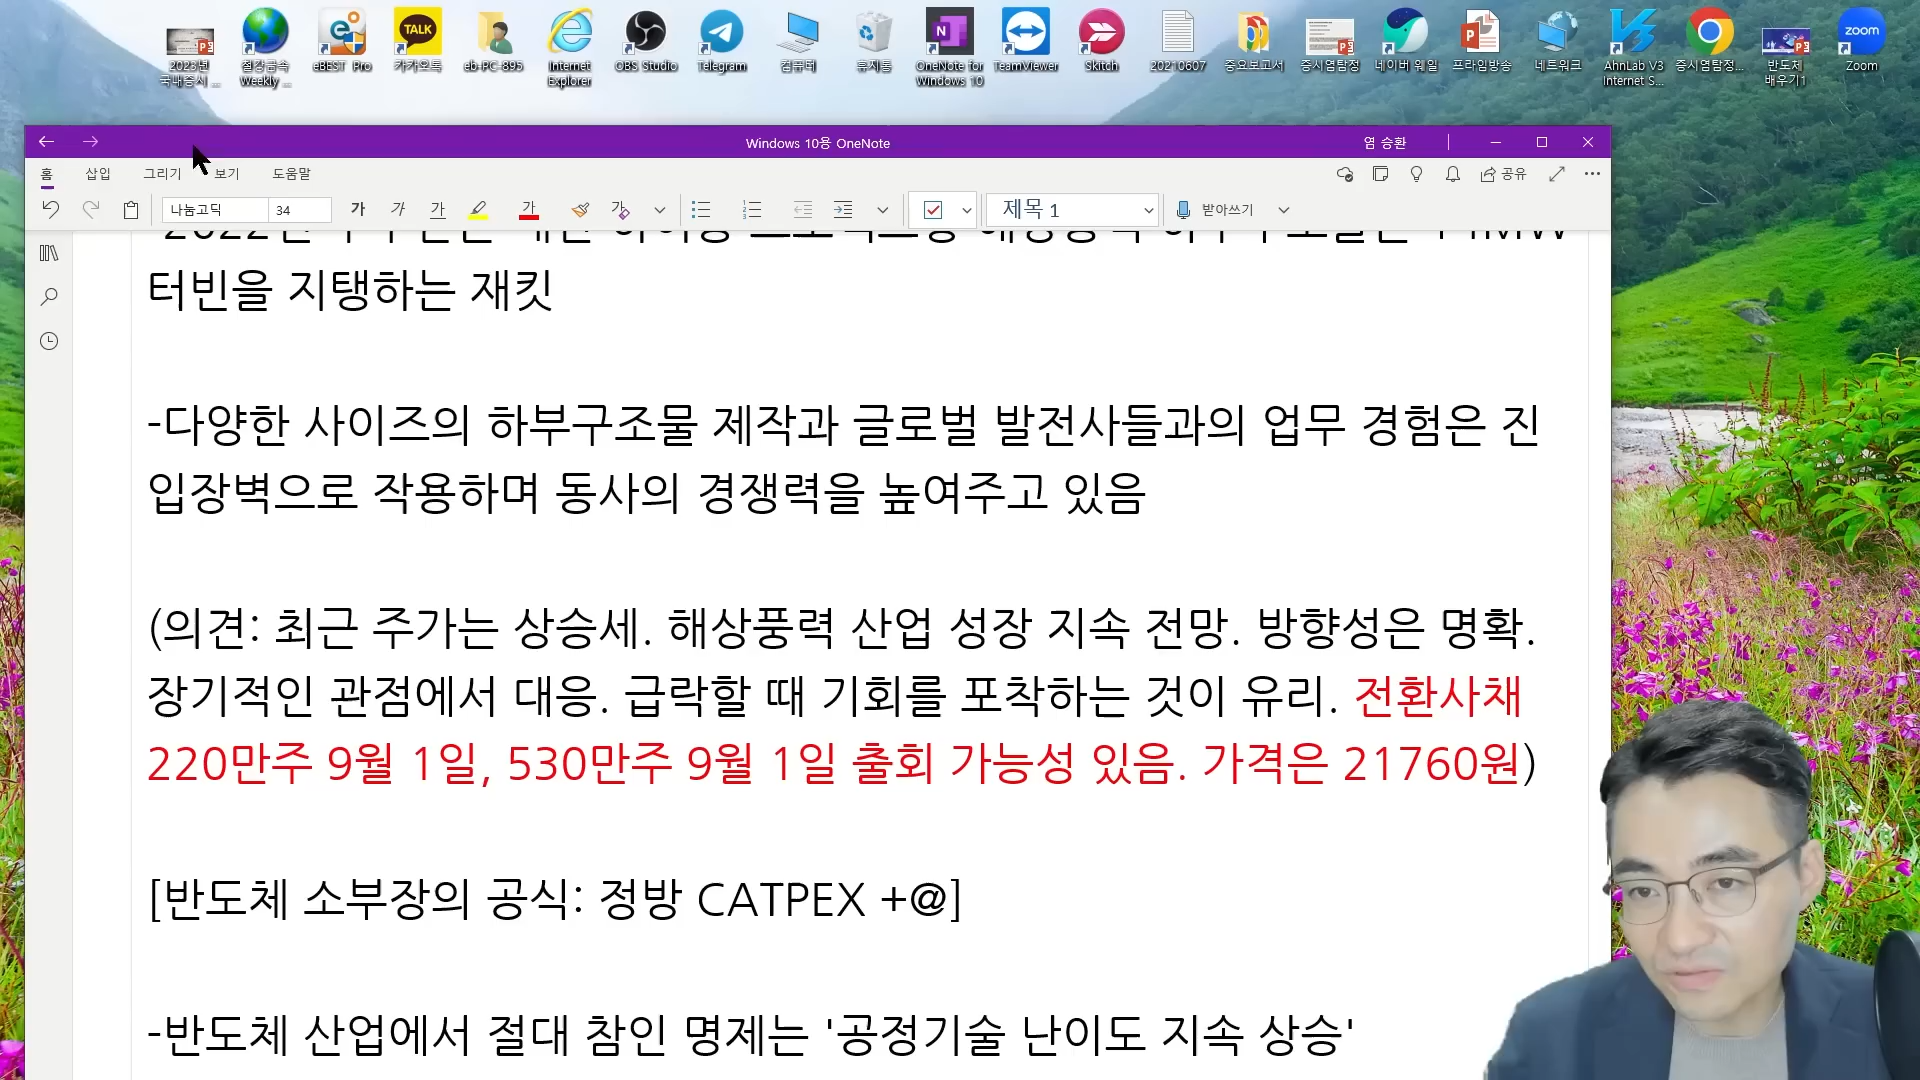 2023년
국내증시 ...
철강금속
Weekly ...
eBEST Pro
TALK
카카오톡
eb-PC-895
Internet
Explorer
OBS Studio
Telegram
컴퓨터
휴지통
OneNote for
Windows 10
TeamViewer
Skitch
20210607
중요보고서
증시염탐정
네이버 웨일
프라임방송
네트워크
AhnLab V3
Internet S...
증시염탐정...
반도체
배우기1
zoom
Zoom
Windows 10용 OneNote
염 승환
홈 삽입 그리기 보기 도움말
공유
나눔고딕 34 가 가 가 가 가 제목 1 받아쓰기
터빈을 지탱하는 재킷
-다양한 사이즈의 하부구조물 제작과 글로벌 발전사들과의 업무 경험은 진
입장벽으로 작용하며 동사의 경쟁력을 높여주고 있음
(의견: 최근 주가는 상승세. 해상풍력 산업 성장 지속 전망. 방향성은 명확.
장기적인 관점에서 대응. 급락할 때 기회를 포착하는 것이 유리. 전환사채
220만주 9월 1일, 530만주 9월 1일 출회 가능성 있음. 가격은 21760원)
[반도체 소부장의 공식: 정방 CATPEX +@]
-반도체 산업에서 절대 참인 명제는 '공정기술 난이도 지속 상승'